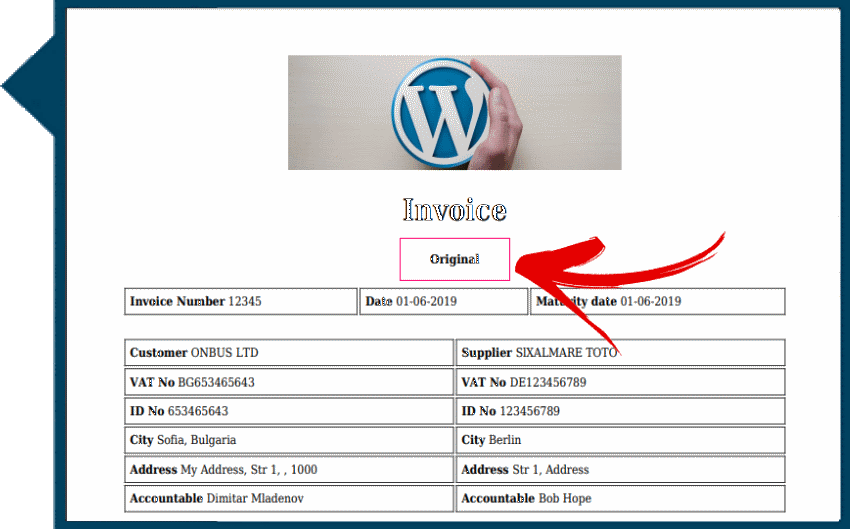 W
Invoice
Original
Invoice Number 12345 Date 01-06-2019 Maturity date 01-06-2019
Customer ONBUS LTD Supplier SIXALMARE TOTO
VAT No BG653465643 VAT No DE123456789
ID No 653465643 ID No 123456789
City Sofia, Bulgaria City Berlin
Address My Address, Str 1, , 1000 Address Str 1, Address
Accountable Dimitar Mladenov Accountable Bob Hope